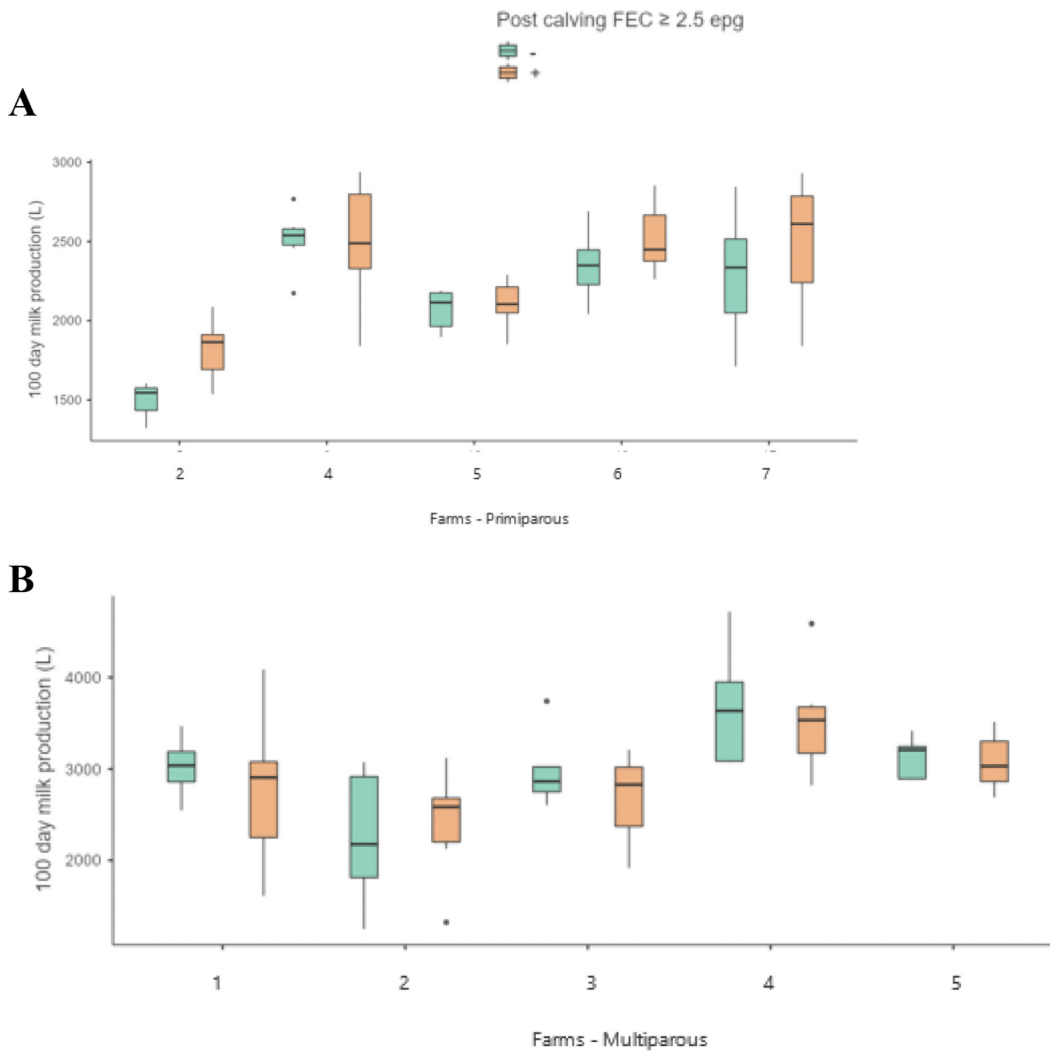 Post calving FEC ≥ 2.5 epg
-
+
A
100 day milk production (L)
3000
2500
2000
1500
2 4 5 6 7
Farms - Primiparous
B
100 day milk production (L)
4000
3000
2000
1 2 3 4 5
Farms - Multiparous